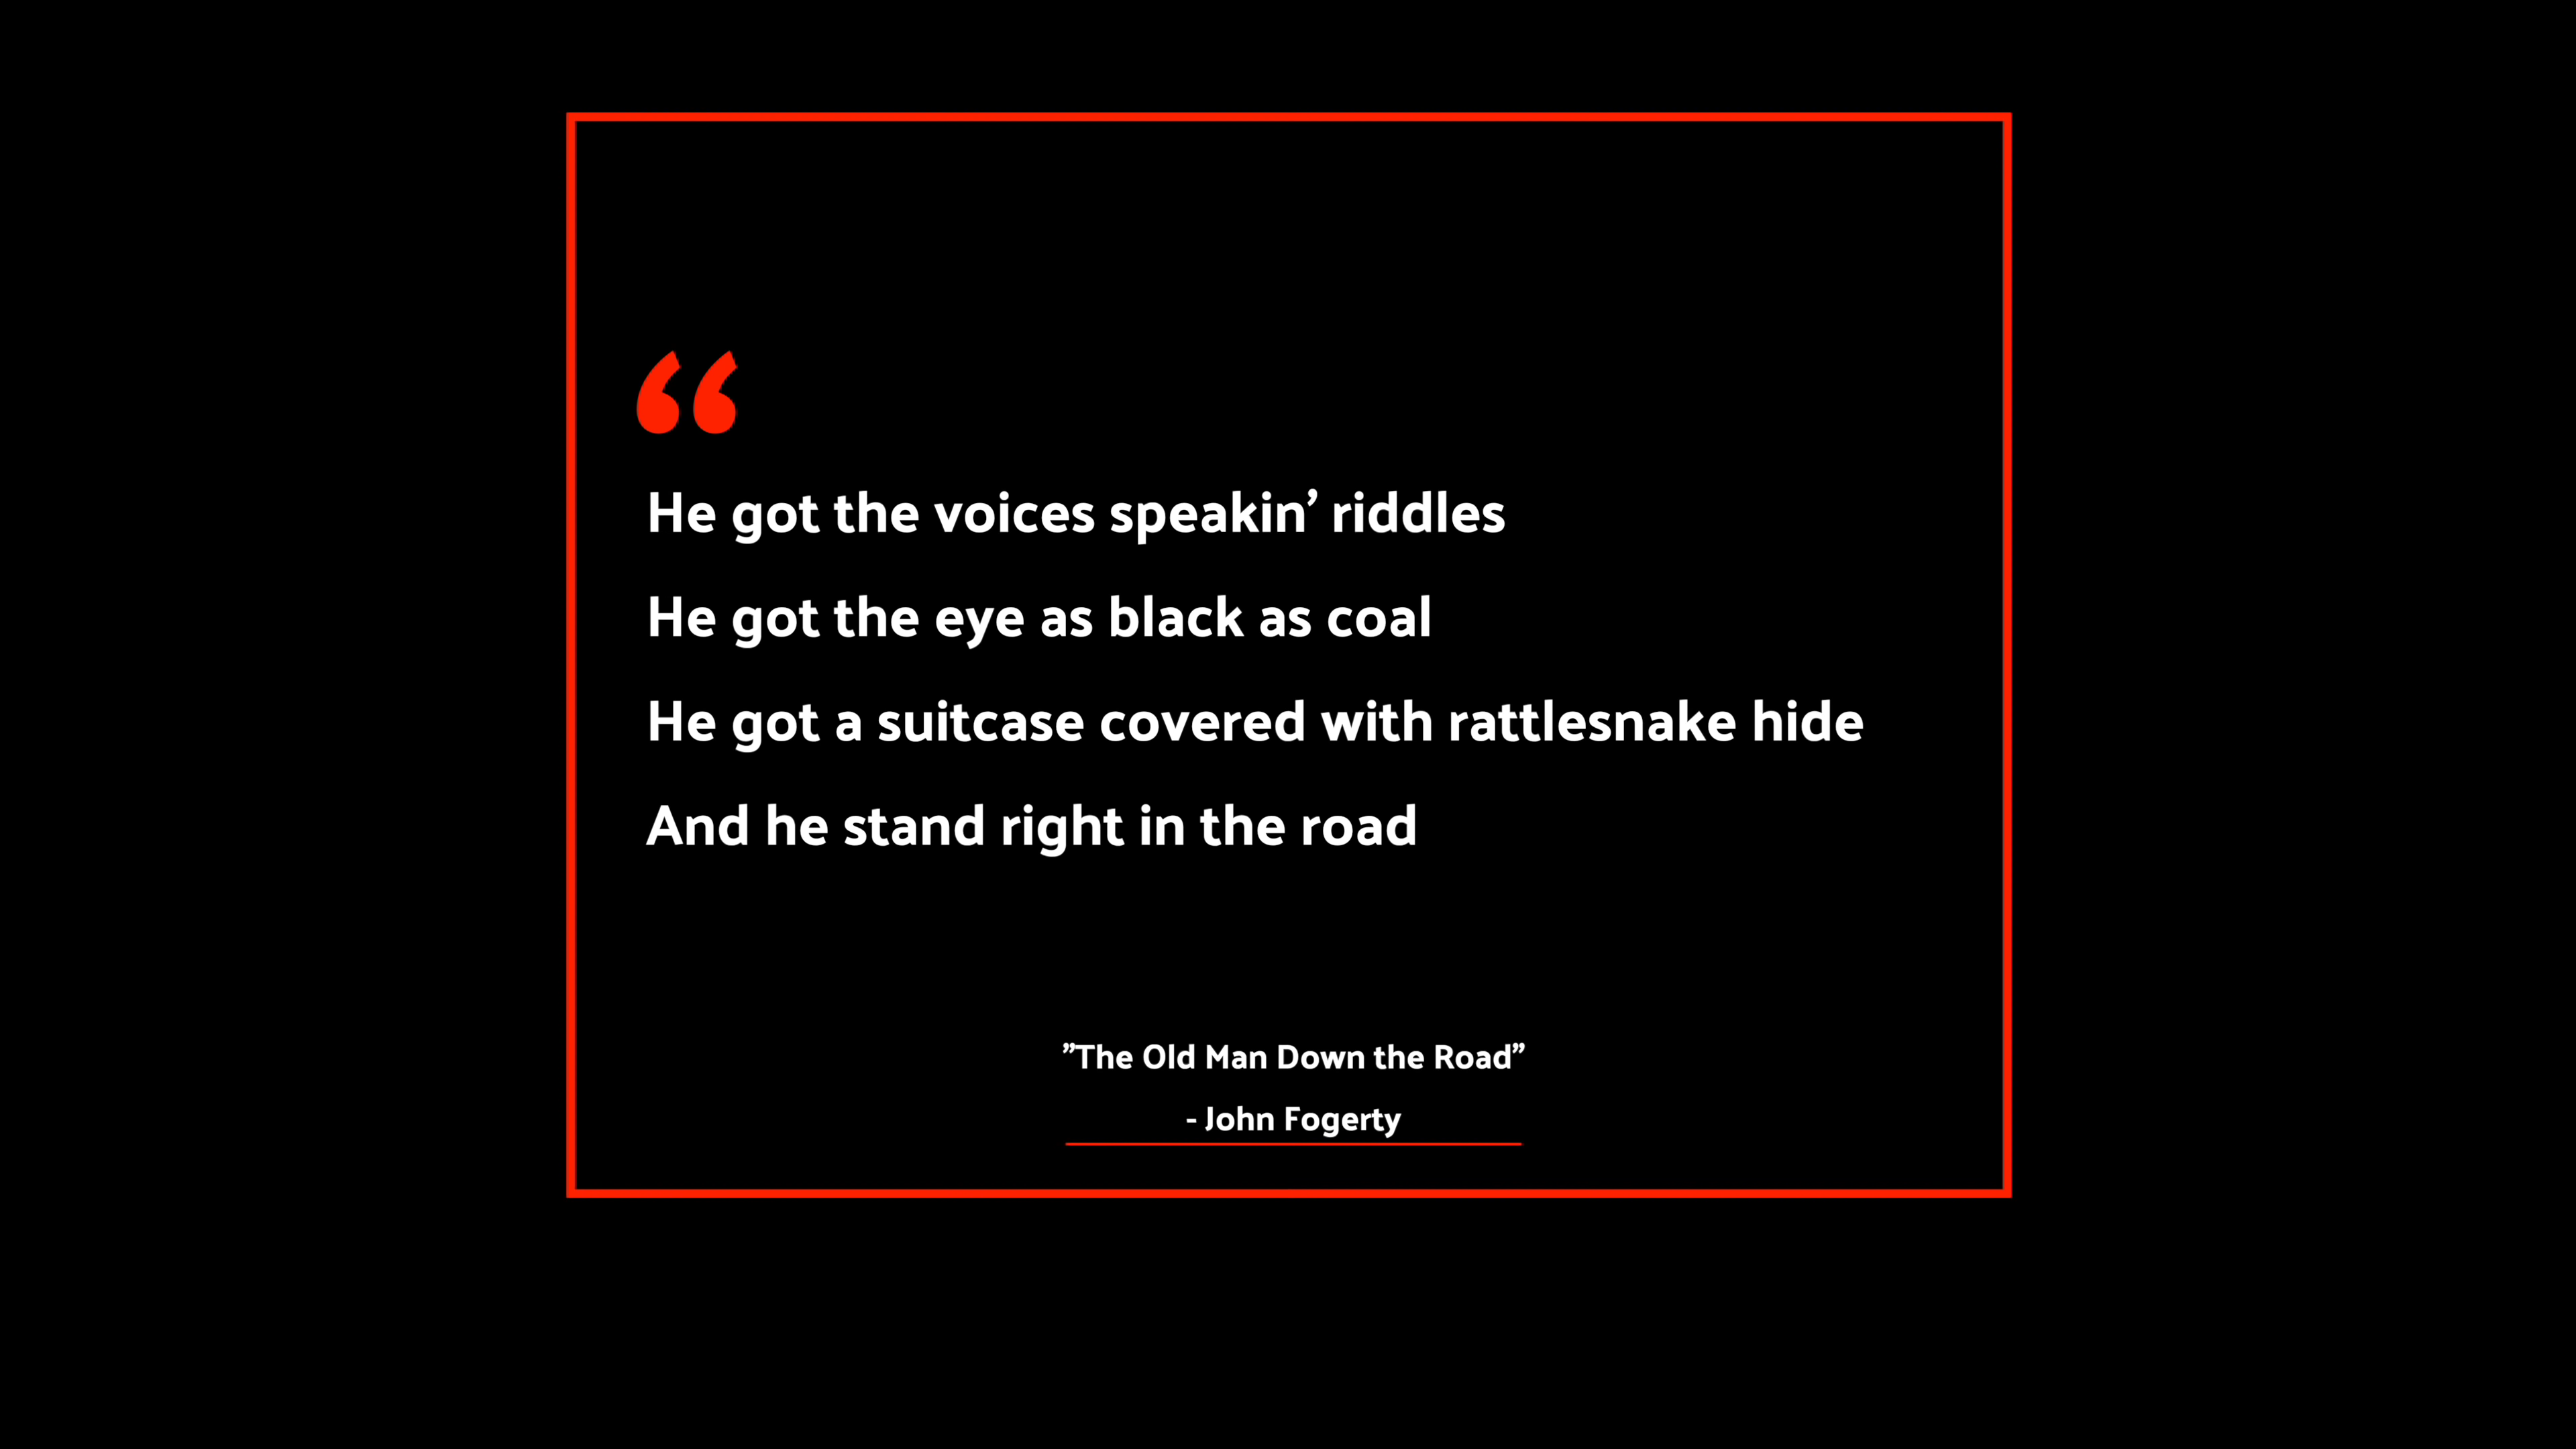 “
He got the voices speakin’ riddles
He got the eye as black as coal
He got a suitcase covered with rattlesnake hide
And he stand right in the road
”The Old Man Down the Road”
- John Fogerty